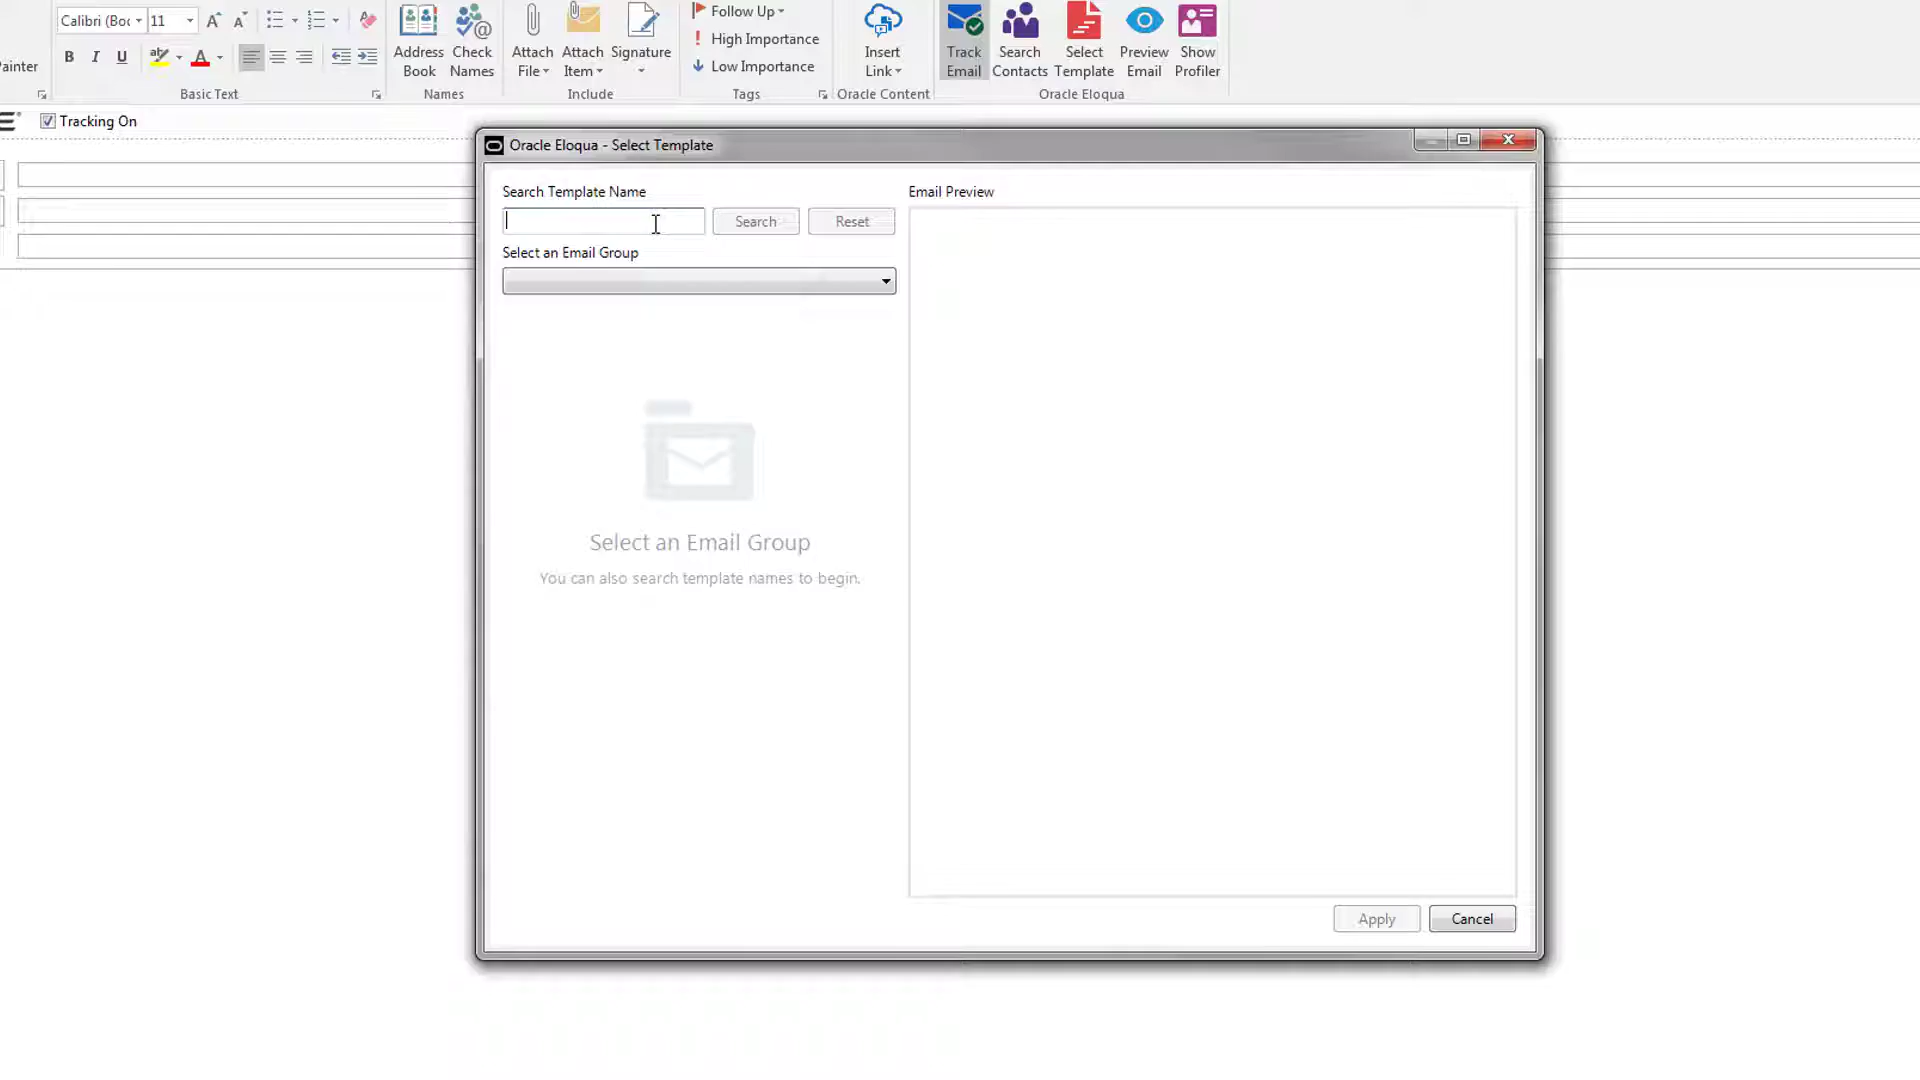 Calibri (Boc
11
Follow Up
High Importance
Low Importance
ainter
B I U
Address Book
Check Names
Attach File
Attach Item
Signature
Insert Link
Track Email
Search Contacts
Select Template
Preview Email
Show Profiler
Basic Text
Names
Include
Tags
Oracle Content
Oracle Eloqua
Tracking On
Oracle Eloqua - Select Template
Search Template Name
Email Preview
Search
Reset
Select an Email Group
Select an Email Group
You can also search template names to begin.
Apply
Cancel